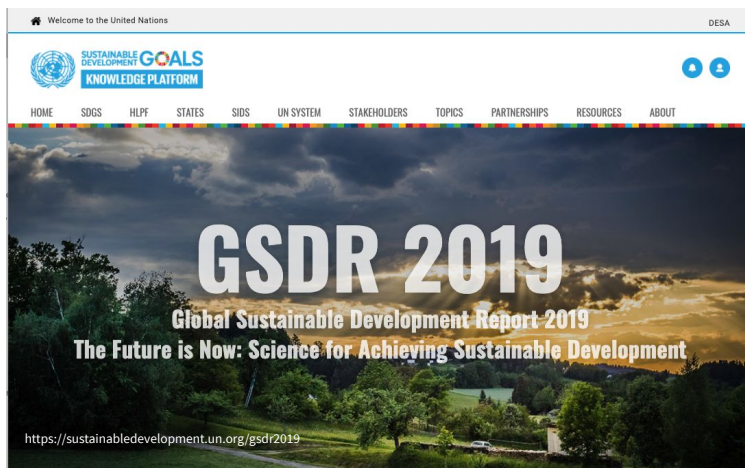 Welcome to the United Nations
DESA
SUSTAINABLE
DEVELOPMENT GOALS
KNOWLEDGE PLATFORM
HOME SDGS HLPF STATES SIDS UN SYSTEM STAKEHOLDERS TOPICS PARTNERSHIPS RESOURCES ABOUT
GSDR 2019
Global Sustainable Development Report 2019
The Future is Now: Science for Achieving Sustainable Development
https://sustainabledevelopment.un.org/gsdr2019